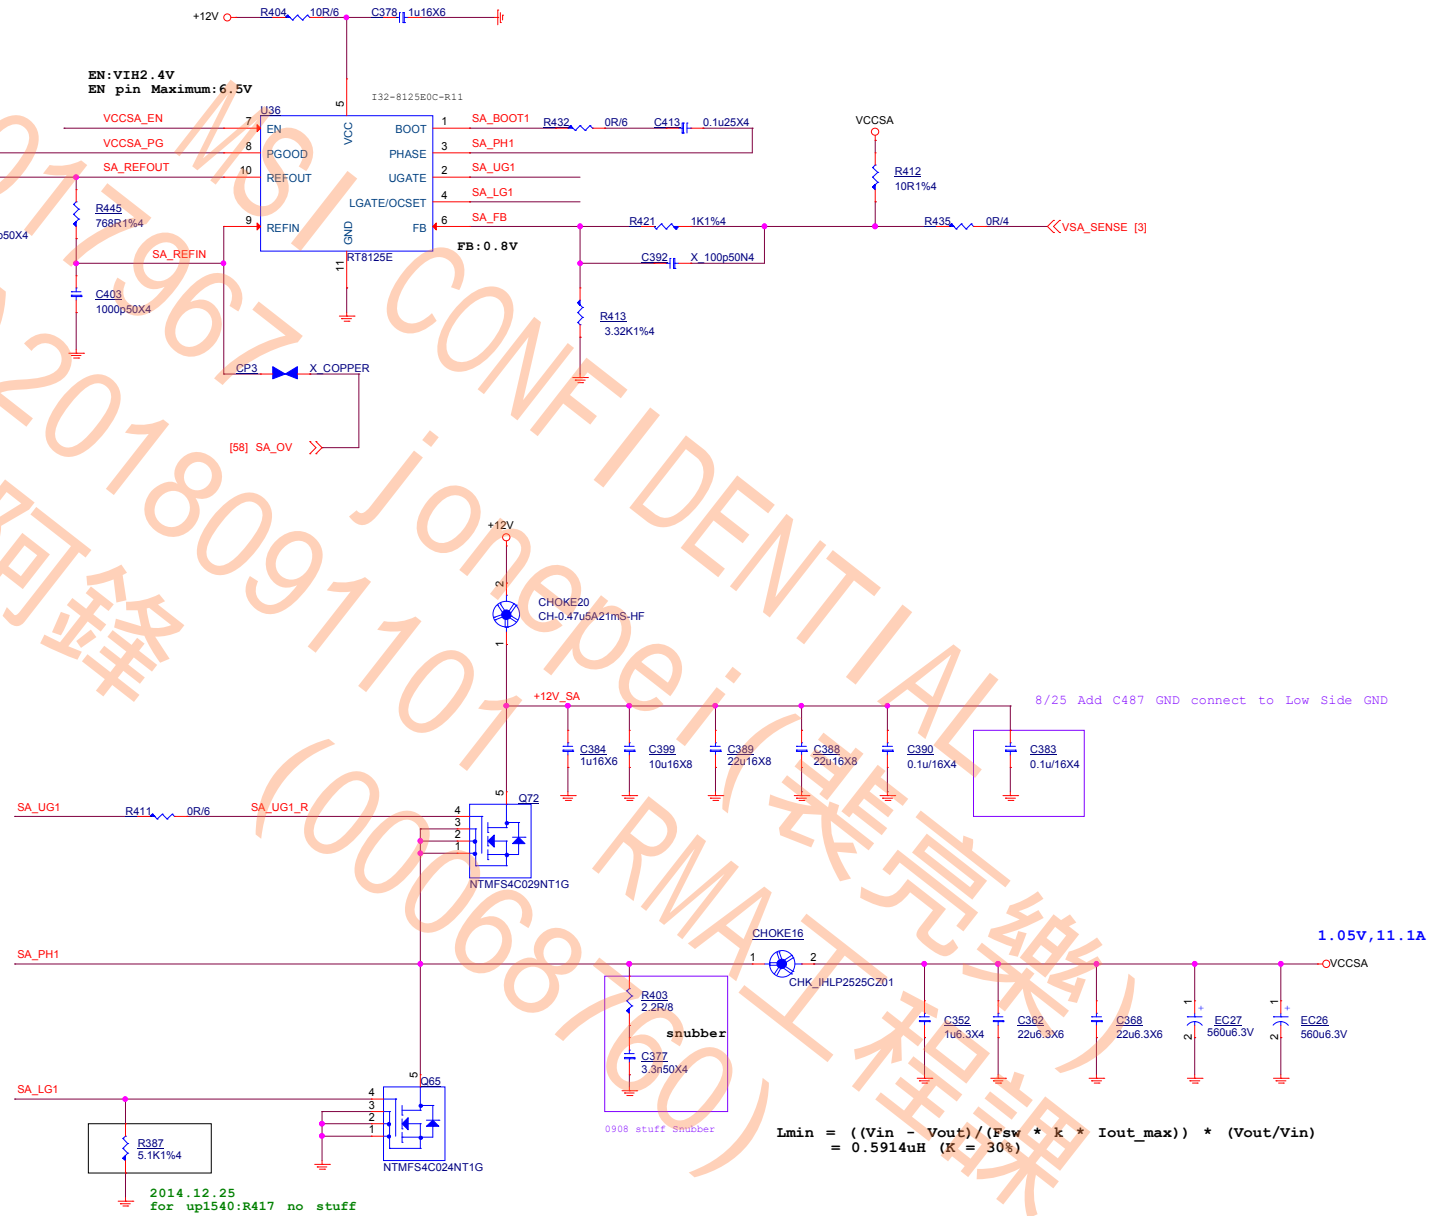 +12V
R404
10R/6
C378
1u16X6
EN:VIH2.4V
EN pin Maximum:6.5V
I32-8125E0C-R11
U36
5
VCC
VCCSA_EN
7
EN
VCCSA_PG
8
PGOOD
SA_REFOUT
10
REFOUT
9
REFIN
BOOT
1
SA_BOOT1
PHASE
3
SA_PH1
UGATE
2
SA_UG1
LGATE/OCSET
4
SA_LG1
FB
6
SA_FB
GND
11
RT8125E
FB:0.8V
R432
0R/6
C413
0.1u25X4
VCCSA
R412
10R1%4
R421
1K1%4
R435
0R/4
VSA_SENSE [3]
C392
X_100p50N4
R413
3.32K1%4
R445
768R1%4
p50X4
SA_REFIN
C403
1000p50X4
CP3
X_COPPER
[58] SA_OV
+12V
2
CHOKE20
CH-0.47u5A21mS-HF
1
+12V_SA
8/25 Add C487 GND connect to Low Side GND
C384
1u16X6
C399
10u16X8
C389
22u16X8
C388
22u16X8
C390
0.1u/16X4
C383
0.1u/16X4
SA_UG1
R411
0R/6
SA_UG1_R
5
Q72
4
3
2
1
NTMFS4C029NT1G
SA_PH1
CHOKE16
1
2
CHK_IHLP2525CZ01
1.05V,11.1A
VCCSA
R403
2.2R/8
snubber
C377
3.3n50X4
0908 stuff Snubber
C352
1u6.3X4
C362
22u6.3X6
C368
22u6.3X6
1
EC27
560u6.3V
2
1
EC26
560u6.3V
2
SA_LG1
5
Q65
4
3
2
1
NTMFS4C024NT1G
R387
5.1K1%4
2014.12.25
for up1540:R417 no stuff
Lmin = ((Vin - Vout)/(Fsw * k * Iout_max)) * (Vout/Vin)
= 0.5914uH (K = 30%)
MSI CONFIDENTIAL
017967 jonepei(裴亮樂)
2018091101 RMA工程課
阿鋒 (00068760)